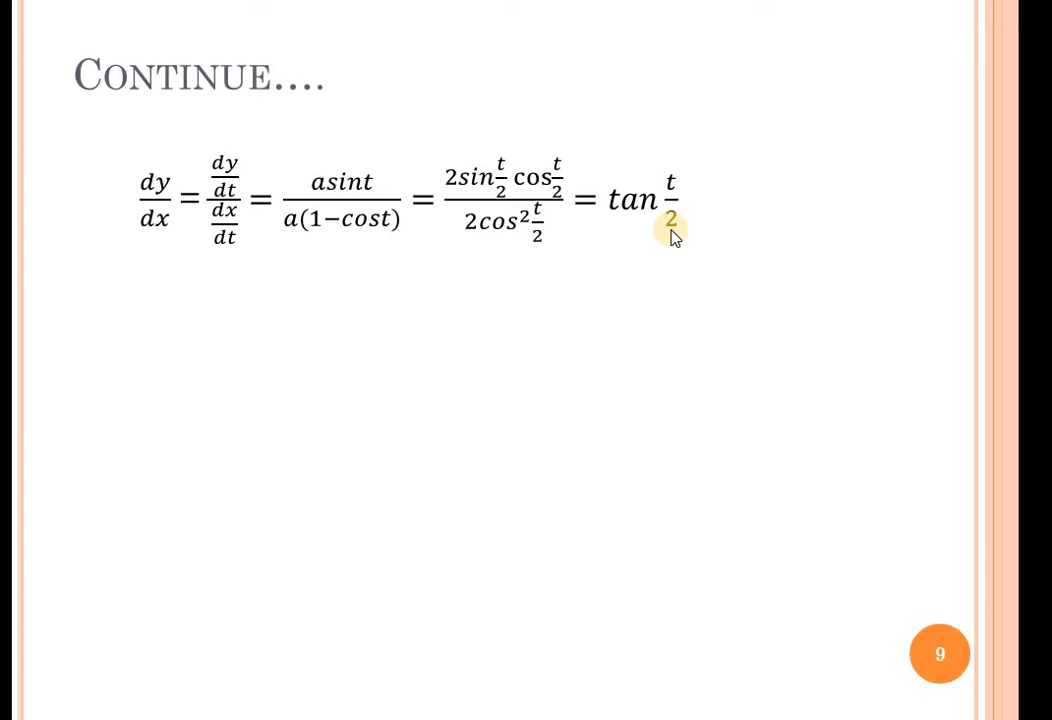 CONTINUE....
dy/dx = (dy/dt)/(dx/dt) = asint/a(1−cost) = (2sin t/2 cos t/2)/(2cos² t/2) = tan t/2
9